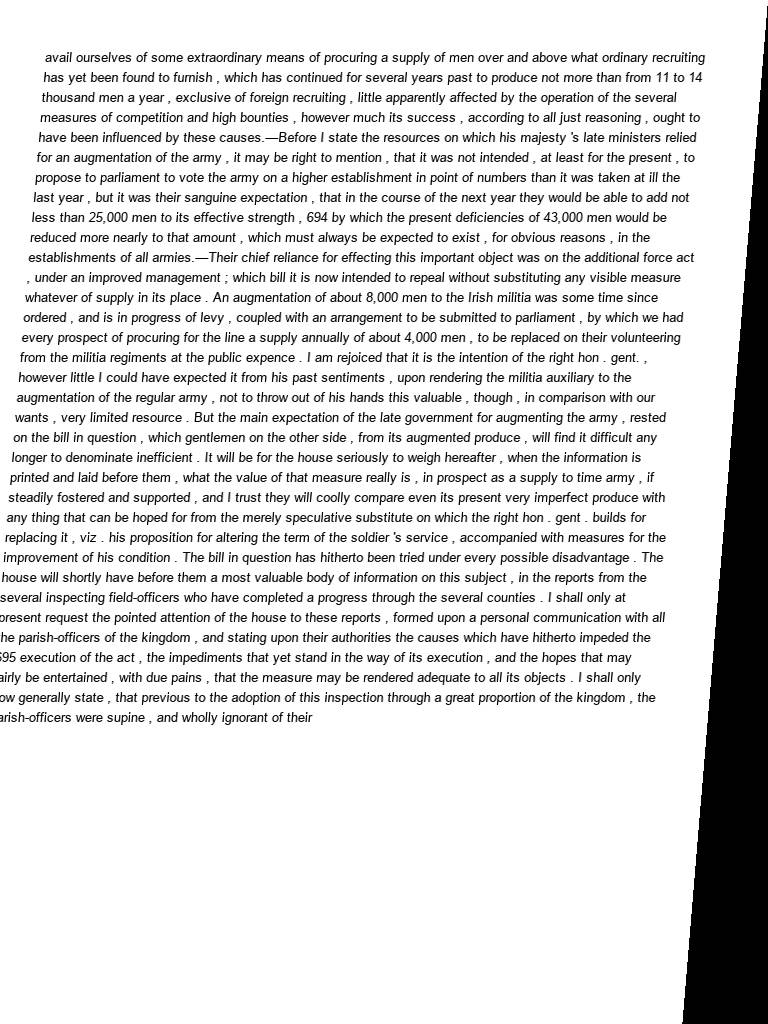 avail ourselves of some extraordinary means of procuring a supply of men over and above what ordinary recruiting
has yet been found to furnish , which has continued for several years past to produce not more than from 11 to 14
thousand men a year , exclusive of foreign recruiting , little apparently affected by the operation of the several
measures of competition and high bounties , however much its success , according to all just reasoning , ought to
have been influenced by these causes.—Before I state the resources on which his majesty 's late ministers relied
for an augmentation of the army , it may be right to mention , that it was not intended , at least for the present , to
propose to parliament to vote the army on a higher establishment in point of numbers than it was taken at ill the
last year , but it was their sanguine expectation , that in the course of the next year they would be able to add not
less than 25,000 men to its effective strength , 694 by which the present deficiencies of 43,000 men would be
reduced more nearly to that amount , which must always be expected to exist , for obvious reasons , in the
establishments of all armies.—Their chief reliance for effecting this important object was on the additional force act
, under an improved management ; which bill it is now intended to repeal without substituting any visible measure
whatever of supply in its place . An augmentation of about 8,000 men to the Irish militia was some time since
ordered , and is in progress of levy , coupled with an arrangement to be submitted to parliament , by which we had
every prospect of procuring for the line a supply annually of about 4,000 men , to be replaced on their volunteering
from the militia regiments at the public expence . I am rejoiced that it is the intention of the right hon . gent. ,
however little I could have expected it from his past sentiments , upon rendering the militia auxiliary to the
augmentation of the regular army , not to throw out of his hands this valuable , though , in comparison with our
wants , very limited resource . But the main expectation of the late government for augmenting the army , rested
on the bill in question , which gentlemen on the other side , from its augmented produce , will find it difficult any
longer to denominate inefficient . It will be for the house seriously to weigh hereafter , when the information is
printed and laid before them , what the value of that measure really is , in prospect as a supply to time army , if
steadily fostered and supported , and I trust they will coolly compare even its present very imperfect produce with
any thing that can be hoped for from the merely speculative substitute on which the right hon . gent . builds for
replacing it , viz . his proposition for altering the term of the soldier 's service , accompanied with measures for the
improvement of his condition . The bill in question has hitherto been tried under every possible disadvantage . The
house will shortly have before them a most valuable body of information on this subject , in the reports from the
several inspecting field-officers who have completed a progress through the several counties . I shall only at
present request the pointed attention of the house to these reports , formed upon a personal communication with all
the parish-officers of the kingdom , and stating upon their authorities the causes which have hitherto impeded the
695 execution of the act , the impediments that yet stand in the way of its execution , and the hopes that may
airly be entertained , with due pains , that the measure may be rendered adequate to all its objects . I shall only
ow generally state , that previous to the adoption of this inspection through a great proportion of the kingdom , the
arish-officers were supine , and wholly ignorant of their